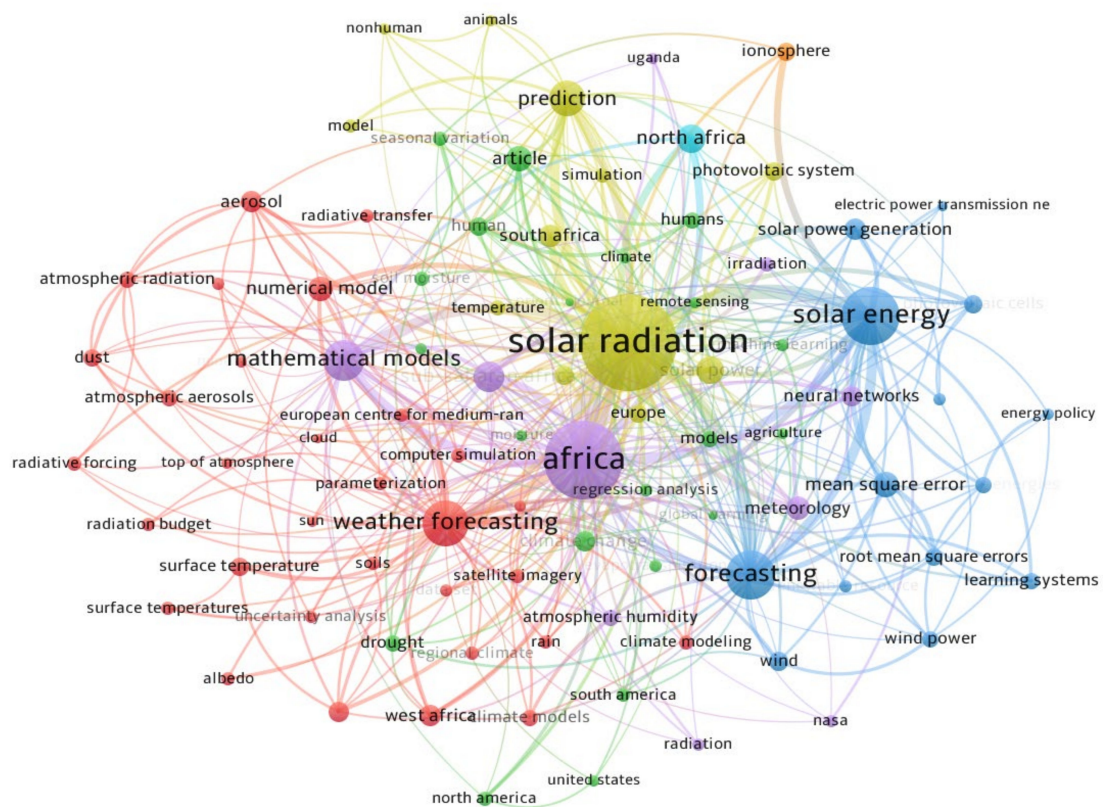 animals
nonhuman
ionosphere
uganda
prediction
model
seasonal variation
north africa
article
simulation
photovoltaic system
aerosol
radiative transfer
electric power transmission ne
human
humans
solar power generation
south africa
climate
irradiation
atmospheric radiation
soil moisture
numerical model
temperature
remote sensing
solar energy
solar radiation
machine learning
dust
mathematical models
solar power
atmospheric aerosols
neural networks
european centre for medium-ran
europe
energy policy
cloud
moisture
models
agriculture
radiative forcing
top of atmosphere
computer simulation
africa
parameterization
regression analysis
mean square error
meteorology
radiation budget
sun
weather forecasting
global warming
climate change
surface temperature
soils
satellite imagery
forecasting
root mean square errors
learning systems
surface temperatures
uncertainty analysis
atmospheric humidity
drought
regional climate
rain
climate modeling
wind
wind power
albedo
south america
west africa
climate models
nasa
radiation
united states
north america